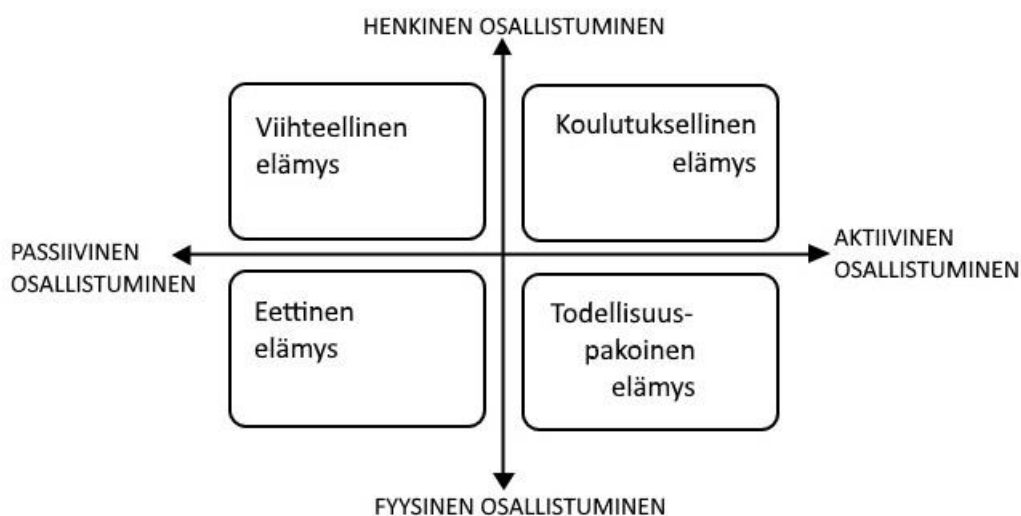 HENKINEN OSALLISTUMINEN
Viihteellinen
elämys
Koulutuksellinen
elämys
PASSIIVINEN
OSALLISTUMINEN
AKTIIVINEN
OSALLISTUMINEN
Eettinen
elämys
Todellisuus-
pakoinen
elämys
FYYSINEN OSALLISTUMINEN